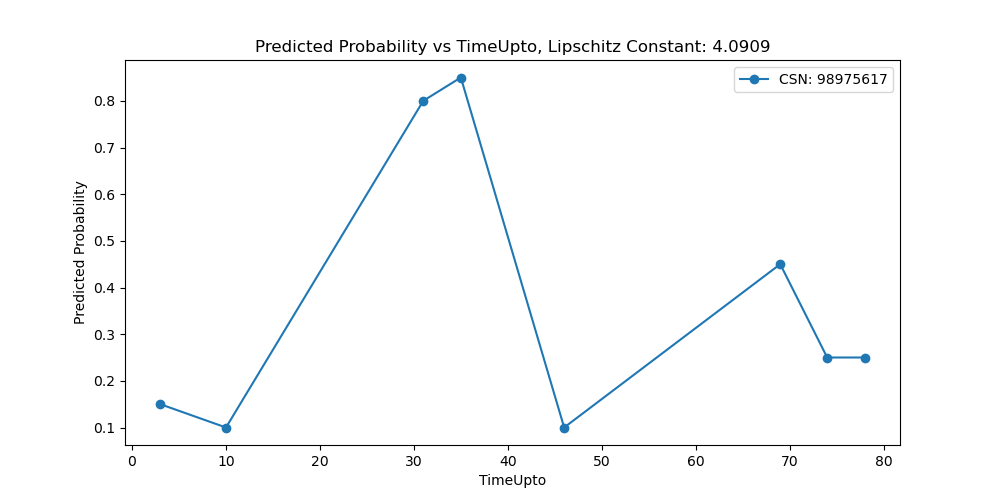 Predicted Probability vs TimeUpto, Lipschitz Constant: 4.0909
CSN: 98975617
Predicted Probability
0.8
0.7
0.6
0.5
0.4
0.3
0.2
0.1
0 10 20 30 40 50 60 70 80
TimeUpto